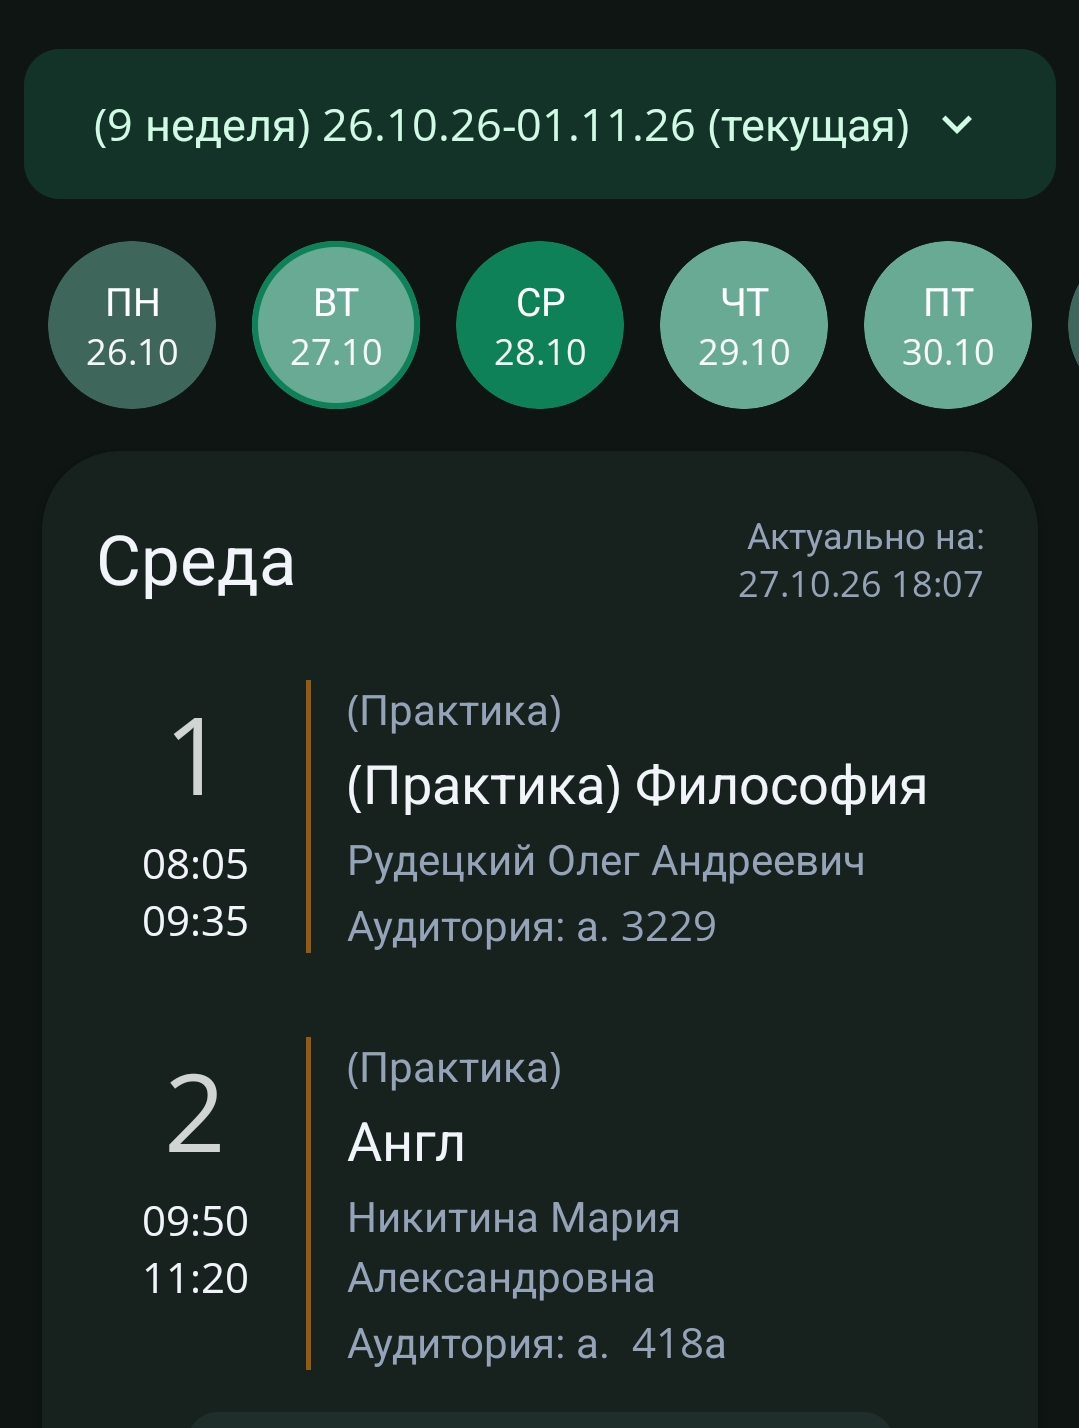 (9 неделя) 26.10.26-01.11.26 (текущая)
ПН ВТ СР ЧТ ПТ
26.10 27.10 28.10 29.10 30.10
Среда
Актуально на:
27.10.26 18:07
1
08:05
09:35
(Практика)
(Практика) Философия
Рудецкий Олег Андреевич
Аудитория: а. 3229
2
09:50
11:20
(Практика)
Англ
Никитина Мария
Александровна
Аудитория: а.  418а